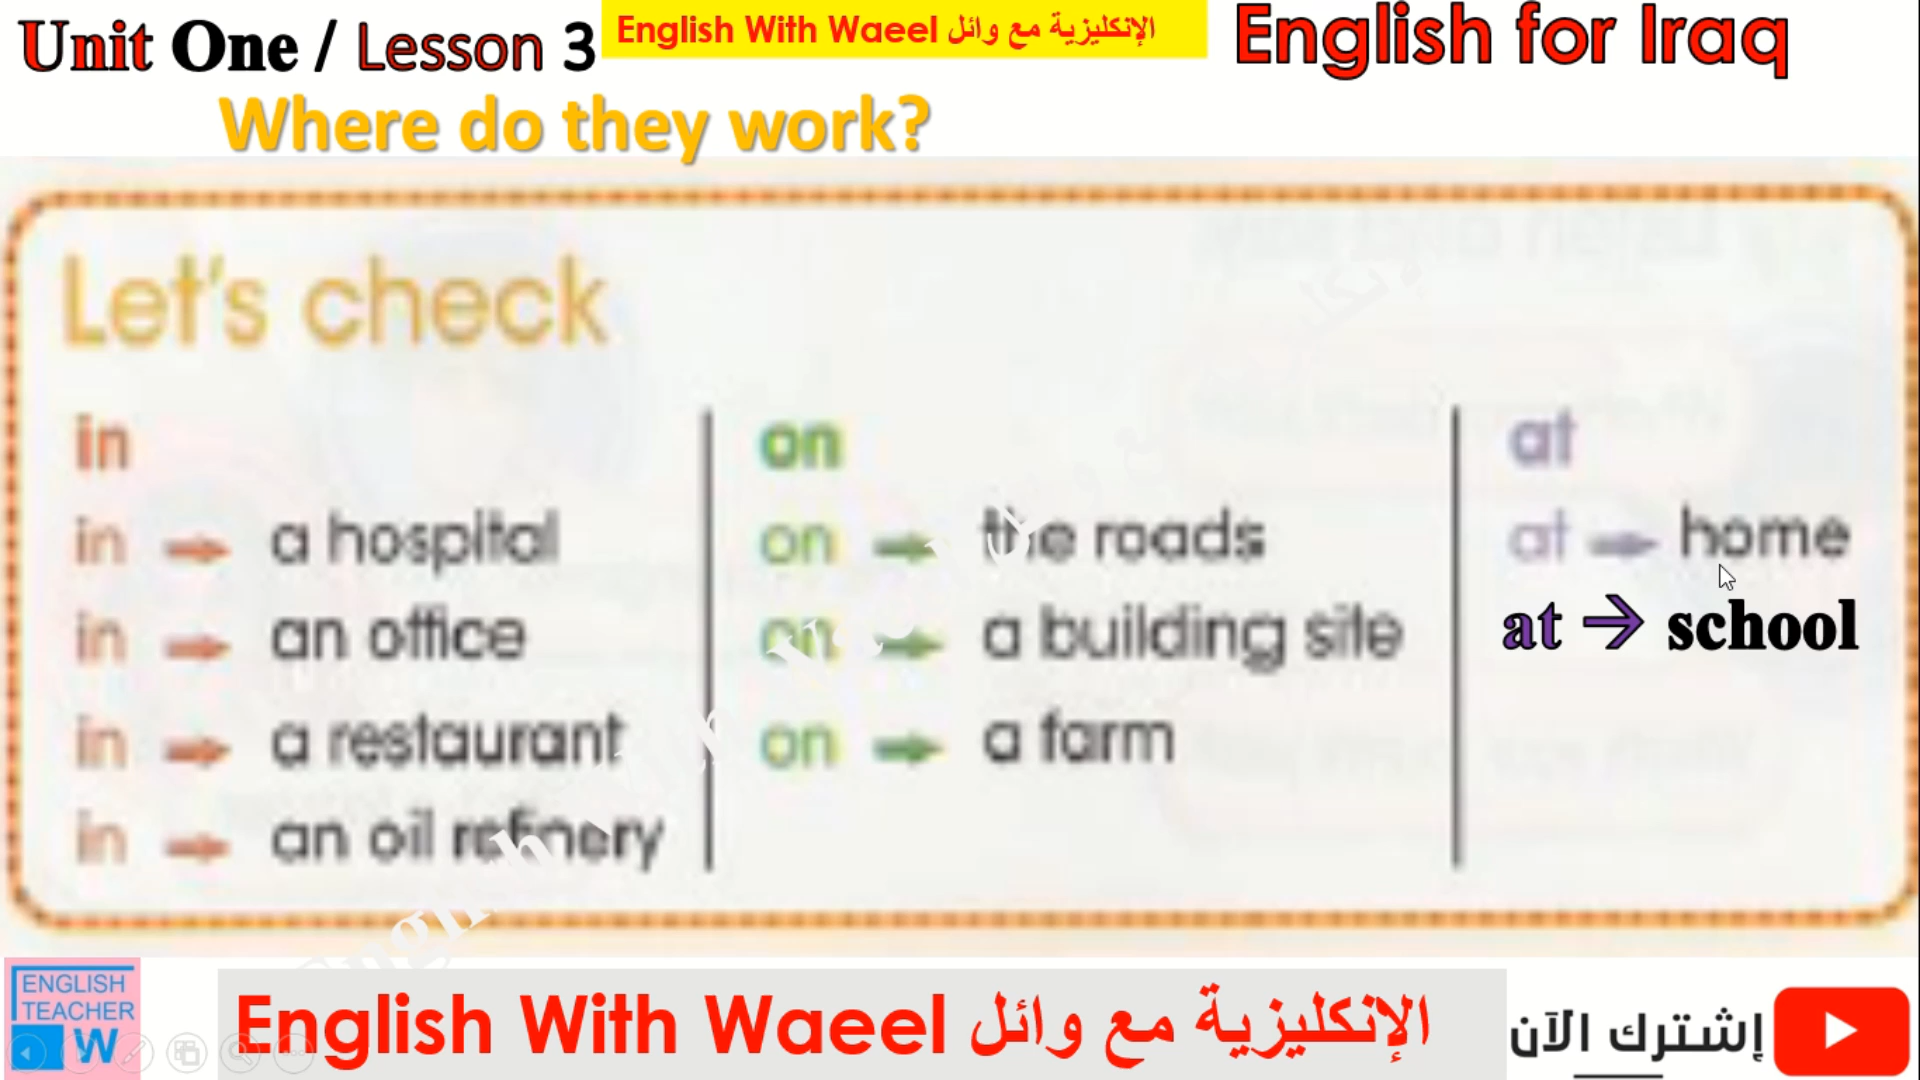 Unit One / Lesson 3
English With Waeel الإنكليزية مع وائل
English for Iraq
Where do they work?
Let's check
in
in a hospital
in an office
in a restaurant
in an oil refinery
on
on the roads
on a building site
on a farm
at
at home
at → school
ENGLISH
TEACHER
W
English With Waeel الإنكليزية مع وائل
إشترك الآن